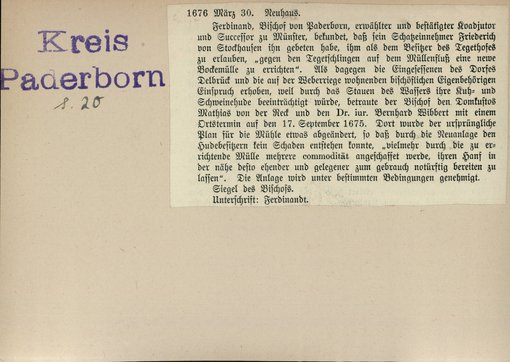 Kreis
Paderborn
S. 20
1676 März 30. Neuhaus.
Ferdinand, Bischof von Paderborn, erwählter und bestätigter Koadjutor
und Successor zu Münster, bekundet, daß sein Schatzeinnehmer Friederich
von Stockhausen ihn gebeten habe, ihm als dem Besitzer des Tegethofes
zu erlauben, „gegen den Tegetschlingen auf dem Müllenfluß eine newe
Bockemülle zu errichten“. Als dagegen die Eingesessenen des Dorfes
Delbrück und die auf der Weberriege wohnenden bischöflichen Eigenbehörigen
Einspruch erhoben, weil durch das Stauen des Wassers ihre Kuh- und
Schweinehude beeinträchtigt würde, betraute der Bischof den Domküstos
Mathias von der Reck und den Dr. iur. Bernhard Wibbert mit einem
Ortstermin auf den 17. September 1675. Dort wurde der ursprüngliche
Plan für die Mühle etwas abgeändert, so daß durch die Neuanlage den
Hudebesitzern kein Schaden entstehen konnte, „vielmehr durch die zu er-
richtende Mülle mehrere commodität angeschaffet werde, ihren Hanf in
der nähe desto ehender und gelegener zum gebrauch notürftig bereiten zu
lassen“. Die Anlage wird unter bestimmten Bedingungen genehmigt.
Siegel des Bischofs.
Unterschrift: Ferdinandt.